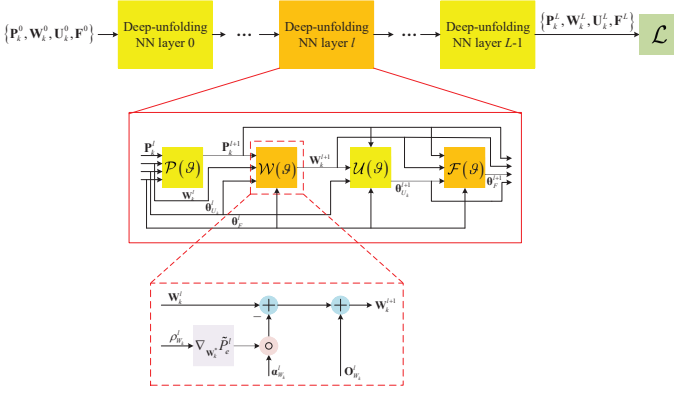 {P_k^0, W_k^0, U_k^0, F^0}
Deep-unfolding
NN layer 0
...
Deep-unfolding
NN layer l
...
Deep-unfolding
NN layer L-1
{P_k^L, W_k^L, U_k^L, F^L}
ℒ
P_k^l
𝒫(ϑ)
P_k^{l+1}
𝒲(ϑ)
W_k^{l+1}
𝒰(ϑ)
θ_{U_k}^{l+1}
ℱ(ϑ)
θ_F^{l+1}
W_k^l
θ_{U_k}^l
θ_F^l
W_k^l
+
+
W_k^{l+1}
−
ρ_{W_k}^l
∇_{W_k^*} P̃_e^l
∘
α_{W_k}^l
O_{W_k}^l